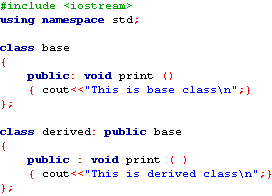 #include <iostream>
using namespace std;
class base
{
public: void print ()
{ cout<<"This is base class\n";}
};
class derived: public base
{
public : void print ( )
{ cout<<"This is derived class\n";}
};